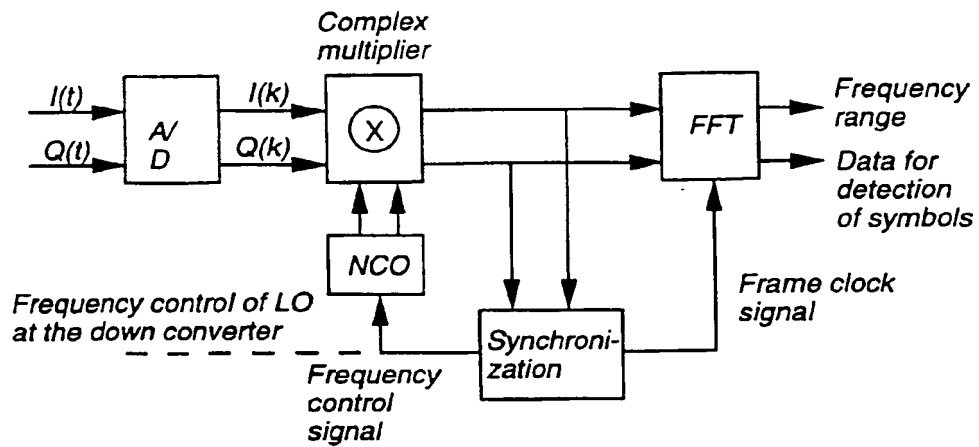 Complex
multiplier
I(t)
I(k)
A/
D
X
FFT
Frequency
range
Q(t)
Q(k)
Data for
detection
of symbols
NCO
Frequency control of LO
at the down converter
Frame clock
signal
Synchroni-
zation
Frequency
control
signal